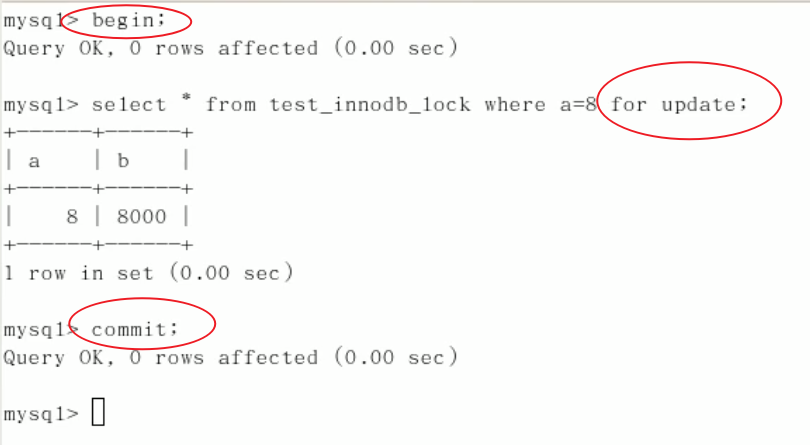 mysql> begin;
Query OK, 0 rows affected (0.00 sec)
mysql> select * from test_innodb_lock where a=8 for update;
+------+------+
| a    | b    |
+------+------+
|    8 | 8000 |
+------+------+
1 row in set (0.00 sec)
mysql> commit;
Query OK, 0 rows affected (0.00 sec)
mysql>